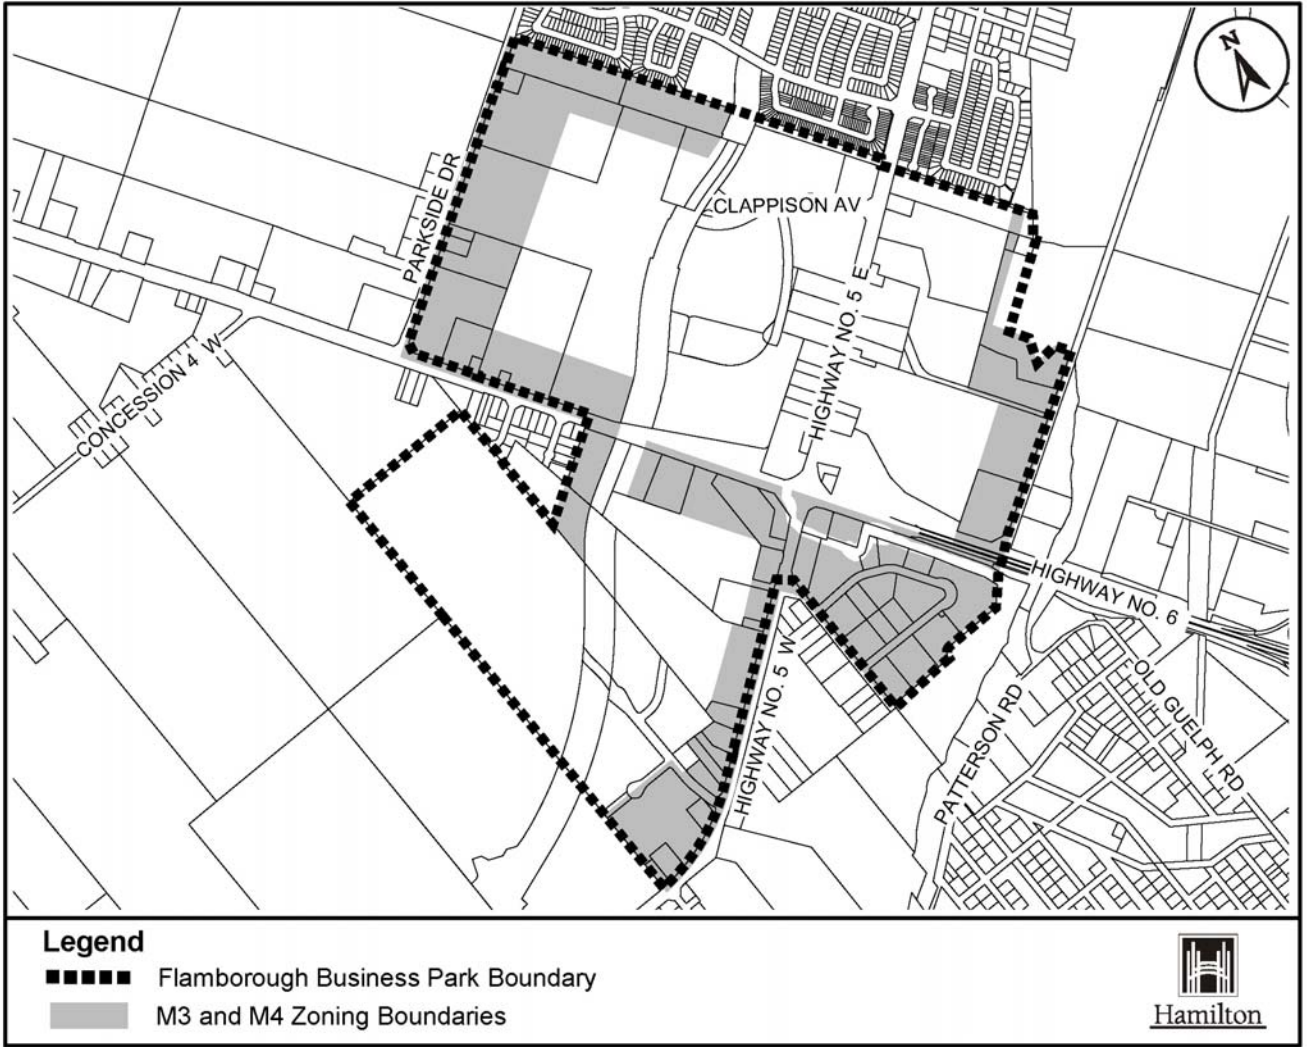 N
PARKSIDE DR
CLAPPISON AV
HIGHWAY NO. 5 E
CONCESSION 4 W
HIGHWAY NO. 6
HIGHWAY NO. 5 W
PATTERSON RD
OLD GUELPH RD
Legend
Flamborough Business Park Boundary
M3 and M4 Zoning Boundaries
Hamilton